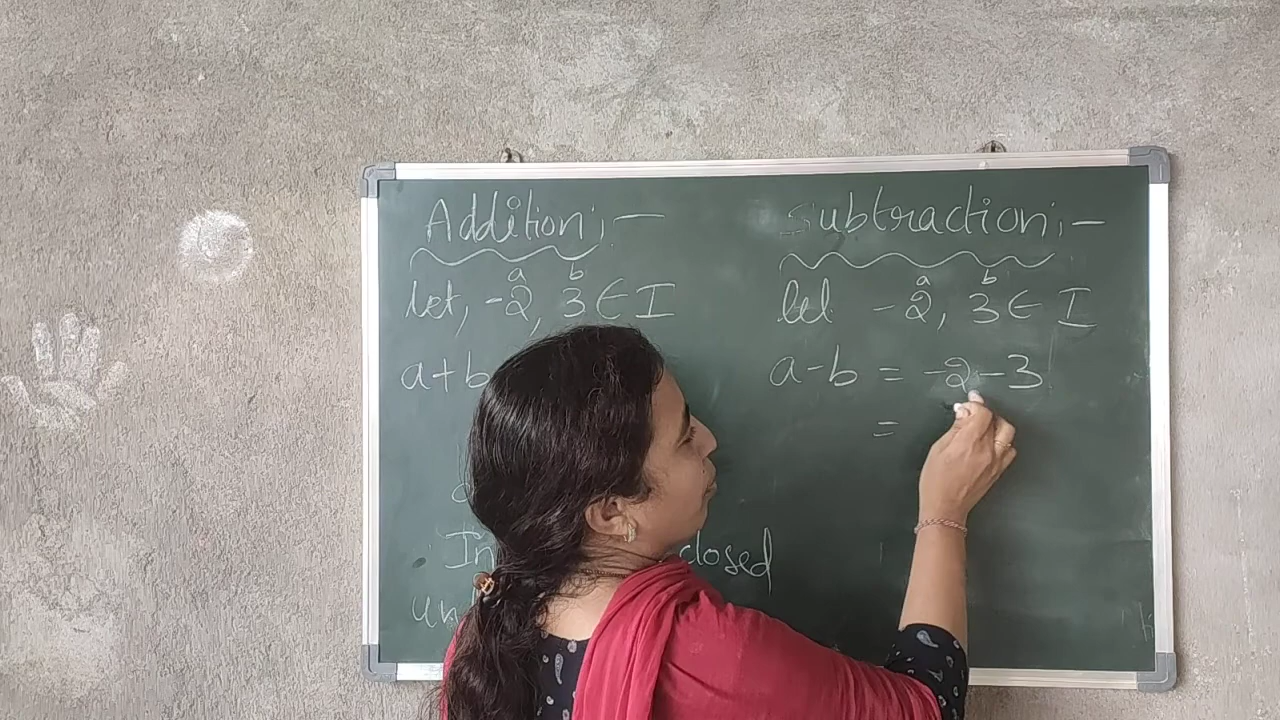 Addition:-
let, -2, 3 ∈ I
a b
a+b
closed
Subtraction:-
let -2, 3 ∈ I
a b
a-b = -2-3
=